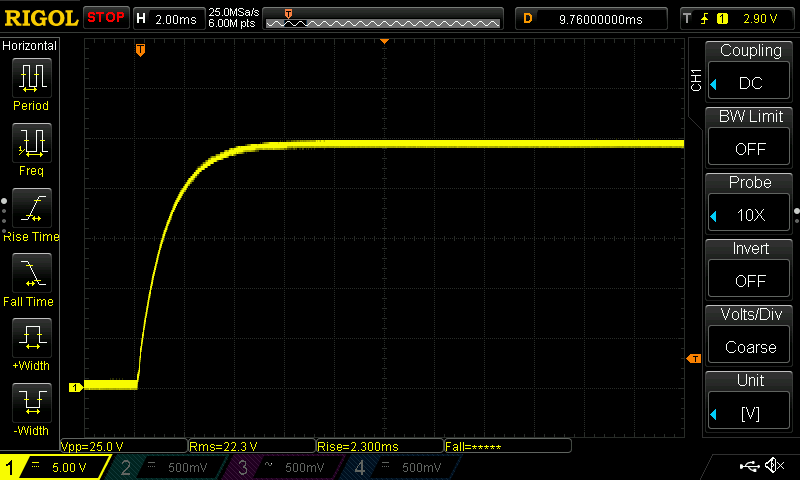 RIGOL STOP H 2.00ms 25.0MSa/s 6.00M pts T D 9.76000000ms T 1 2.90 V
Horizontal
T
Period
Freq
Rise Time
Fall Time
+Width
-Width
1
T
CH1
Coupling
DC
BW Limit
OFF
Probe
10X
Invert
OFF
Volts/Div
Coarse
Unit
[V]
Vpp=25.0 V Rms=22.3V Rise=2.300ms Fall=*****
1 5.00 V 2 500mV 3 ~ 500mV 4 500mV